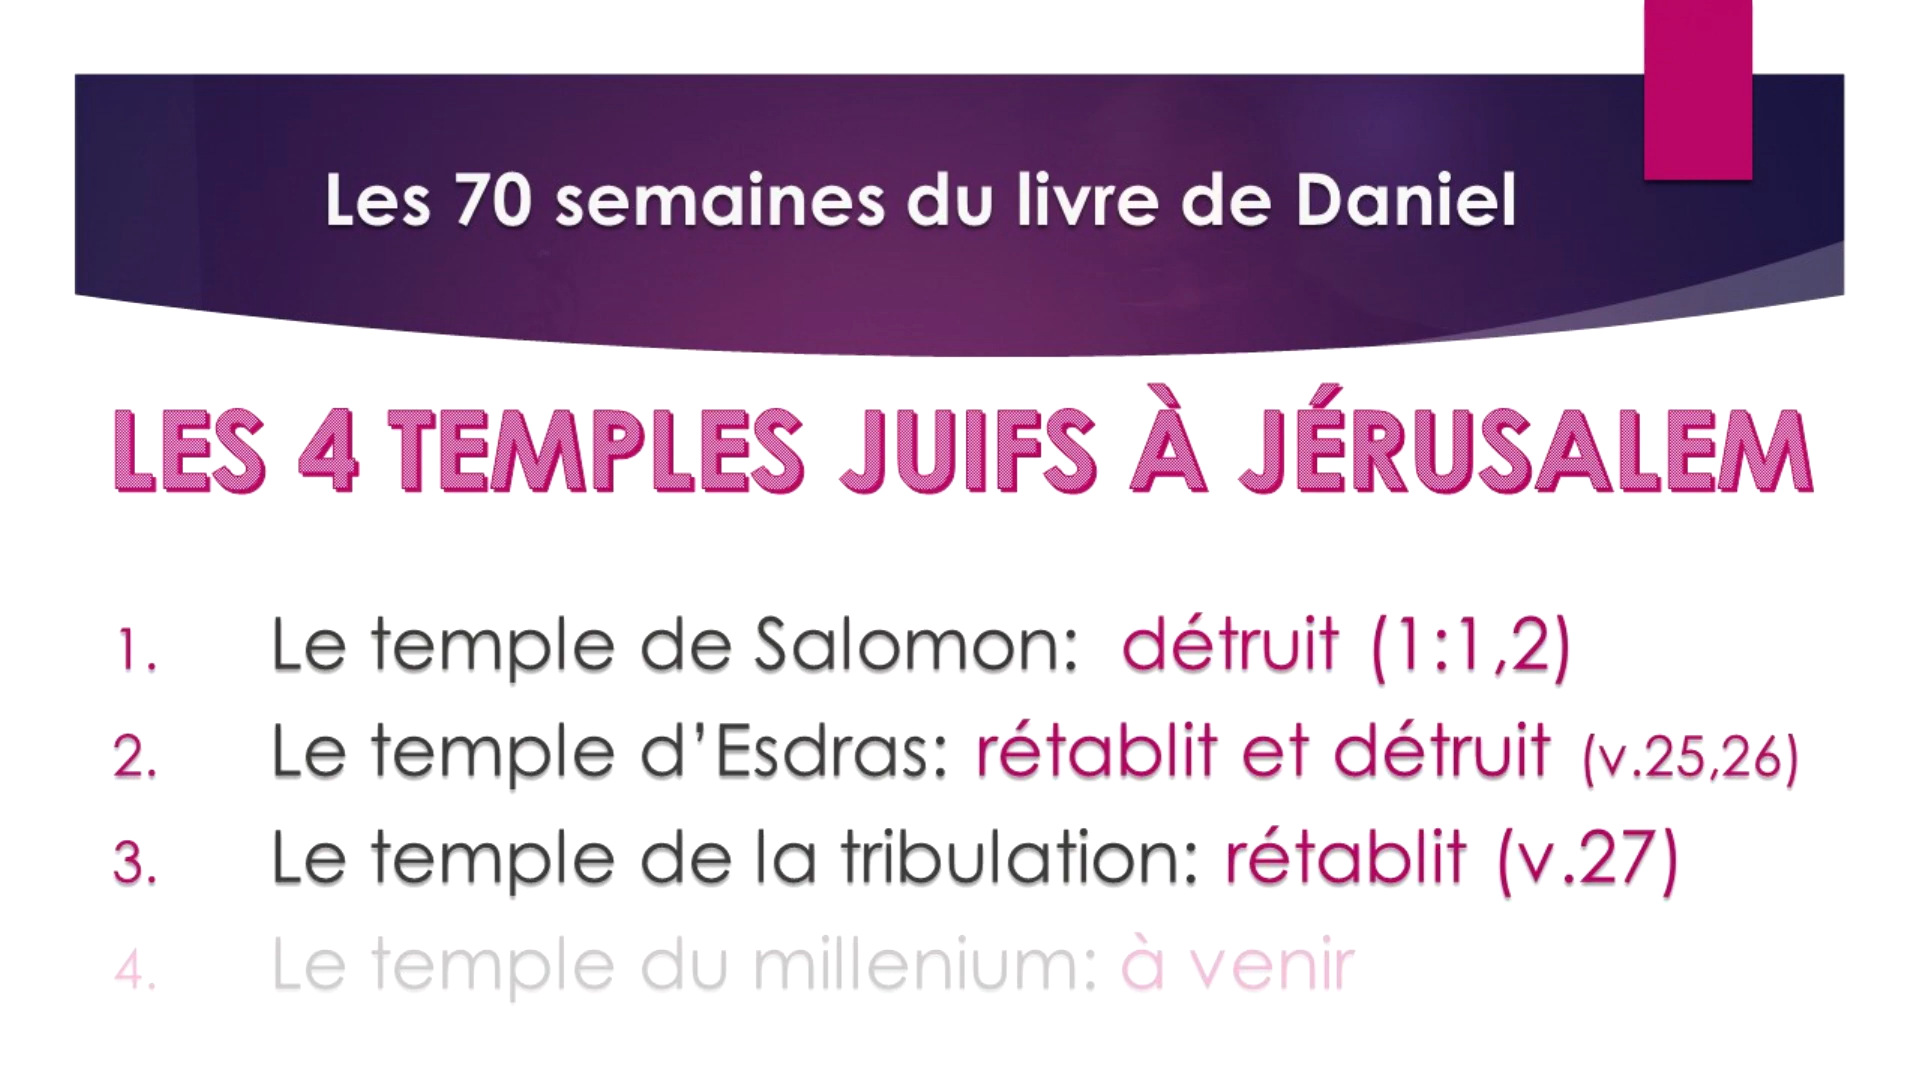 Les 70 semaines du livre de Daniel
LES 4 TEMPLES JUIFS À JÉRUSALEM
1. Le temple de Salomon: détruit (1:1,2)
2. Le temple d’Esdras: rétablit et détruit (v.25,26)
3. Le temple de la tribulation: rétablit (v.27)
4. Le temple du millenium: à venir